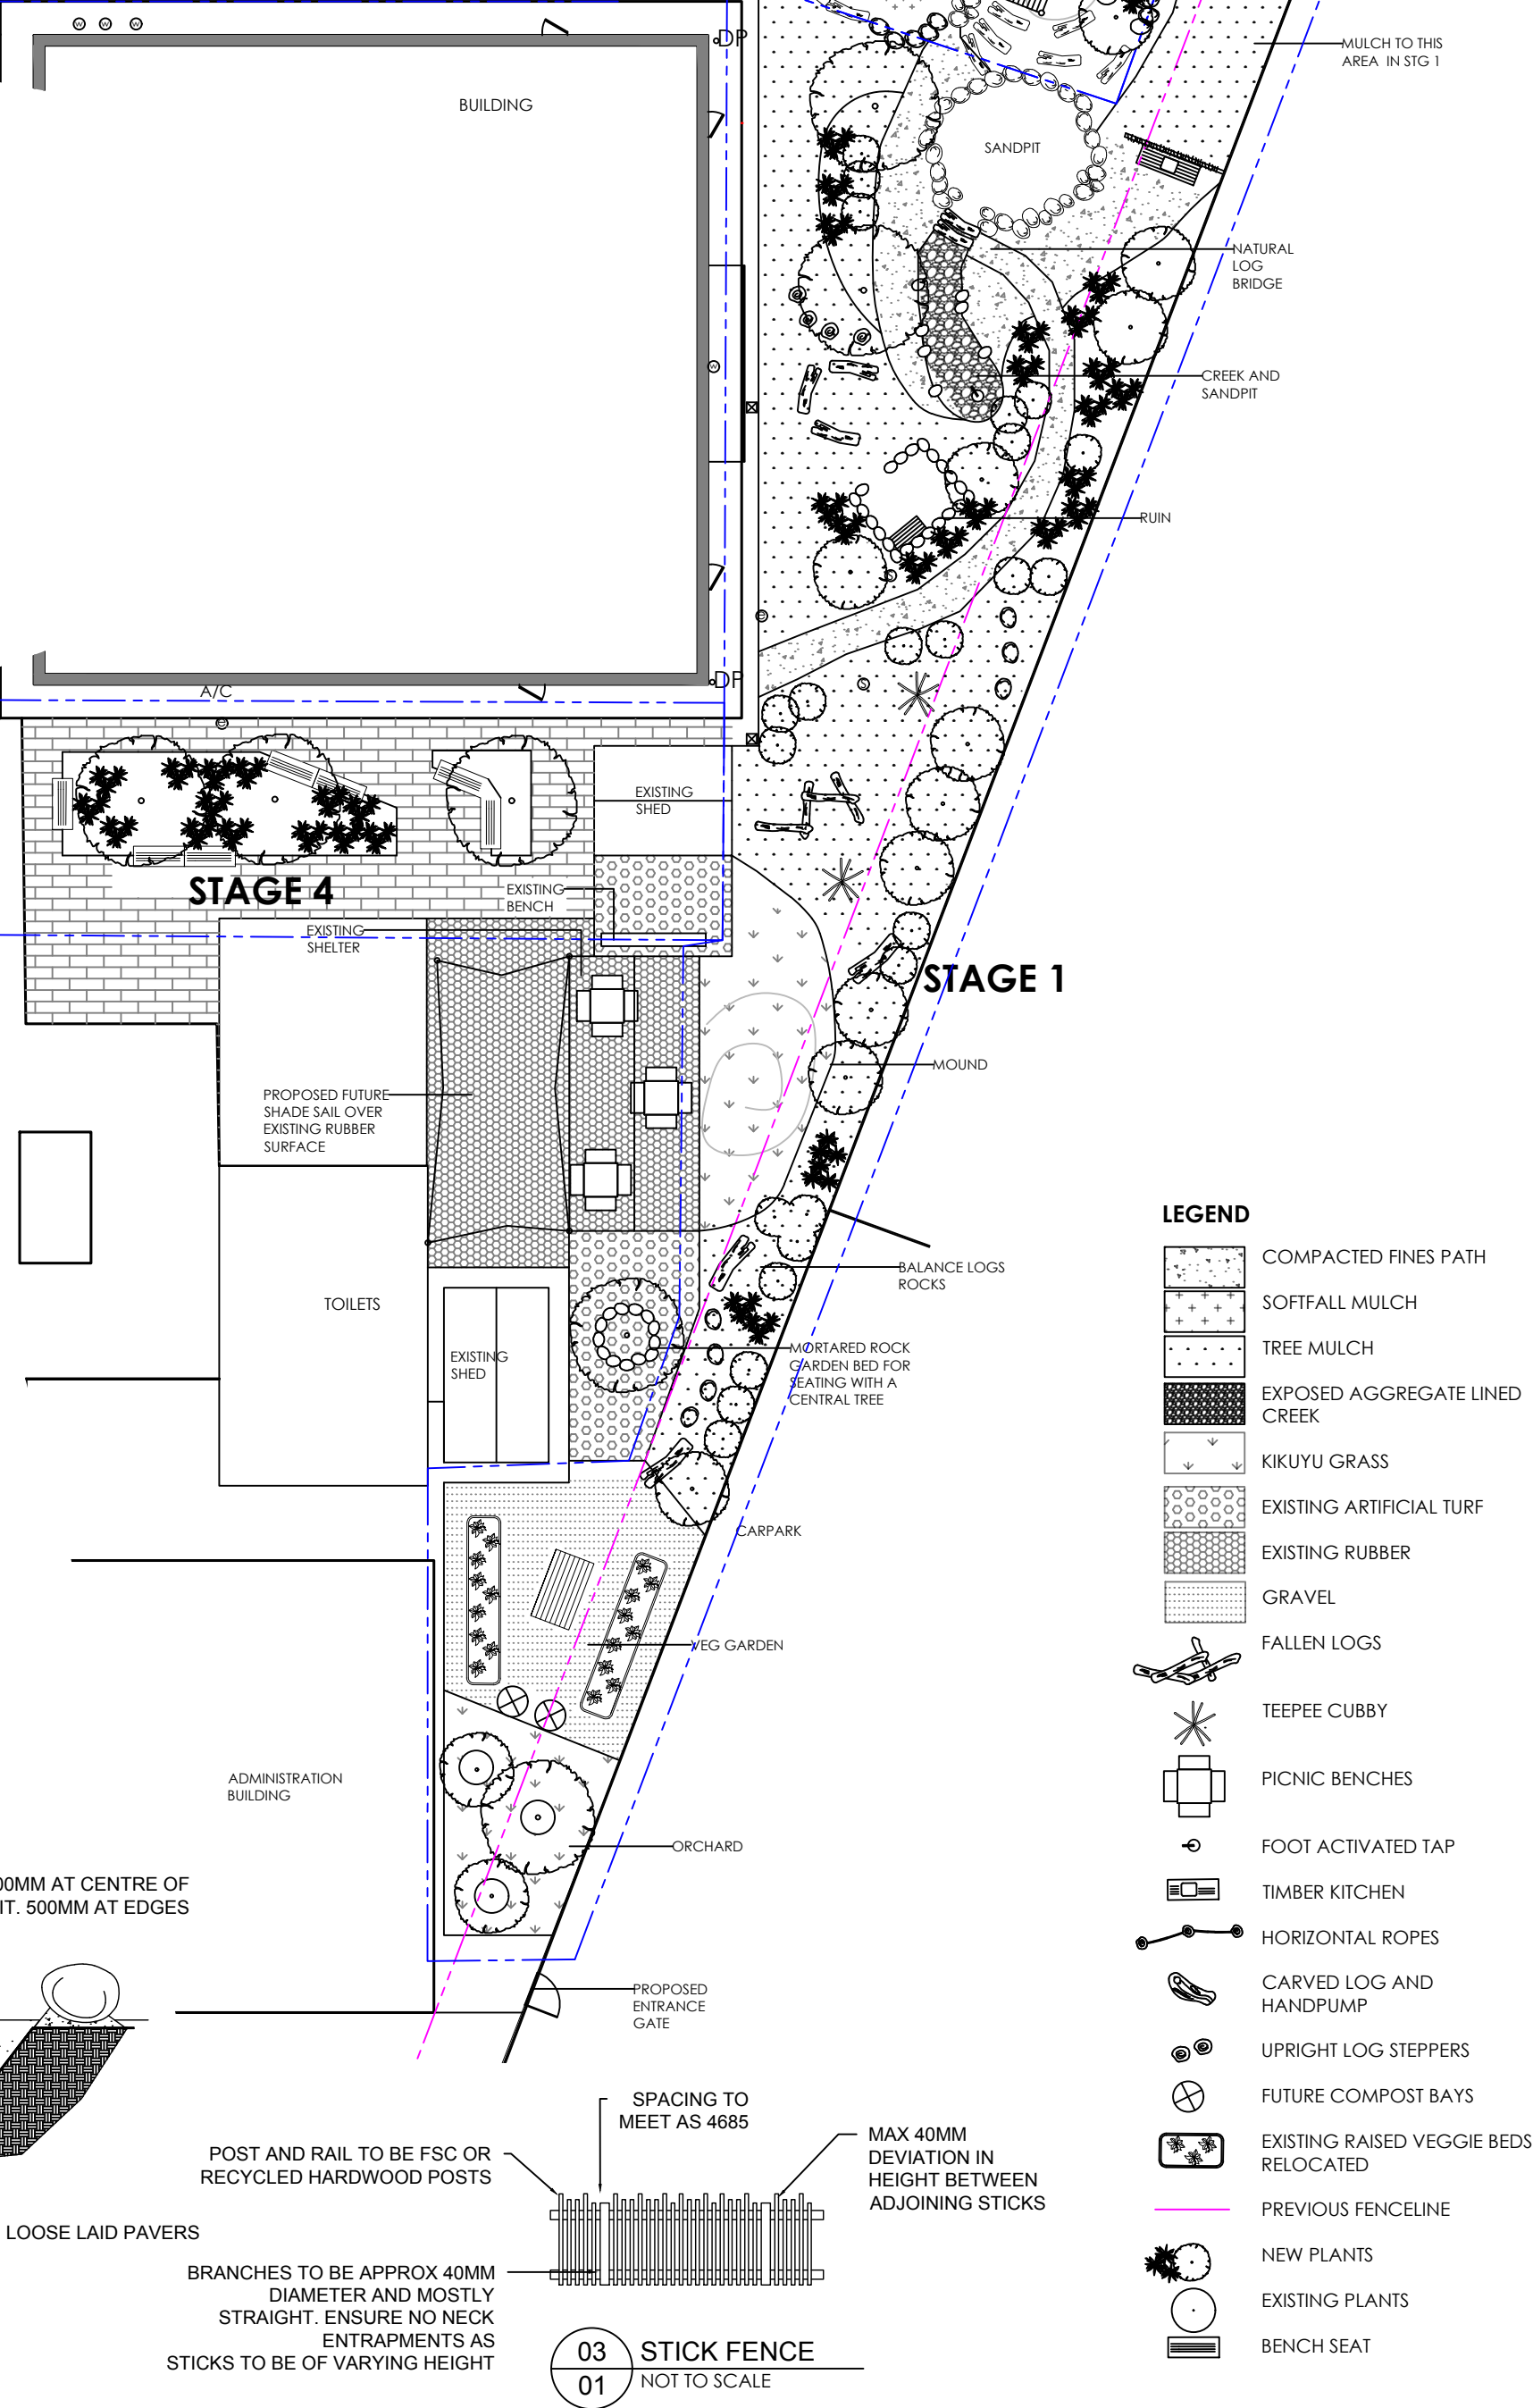 DP
BUILDING
MULCH TO THIS
AREA  IN STG 1
SANDPIT
NATURAL
LOG
BRIDGE
CREEK AND
SANDPIT
RUIN
A/C
DP
EXISTING
SHED
STAGE 4
EXISTING
BENCH
EXISTING
SHELTER
STAGE 1
MOUND
PROPOSED FUTURE
SHADE SAIL OVER
EXISTING RUBBER
SURFACE
BALANCE LOGS
ROCKS
TOILETS
EXISTING
SHED
MORTARED ROCK
GARDEN BED FOR
SEATING WITH A
CENTRAL TREE
CARPARK
VEG GARDEN
ADMINISTRATION
BUILDING
ORCHARD
PROPOSED
ENTRANCE
GATE
LEGEND
COMPACTED FINES PATH
SOFTFALL MULCH
TREE MULCH
EXPOSED AGGREGATE LINED
CREEK
KIKUYU GRASS
EXISTING ARTIFICIAL TURF
EXISTING RUBBER
GRAVEL
FALLEN LOGS
TEEPEE CUBBY
PICNIC BENCHES
FOOT ACTIVATED TAP
TIMBER KITCHEN
HORIZONTAL ROPES
CARVED LOG AND
HANDPUMP
UPRIGHT LOG STEPPERS
FUTURE COMPOST BAYS
EXISTING RAISED VEGGIE BEDS
RELOCATED
PREVIOUS FENCELINE
NEW PLANTS
EXISTING PLANTS
BENCH SEAT
00MM AT CENTRE OF
IT. 500MM AT EDGES
LOOSE LAID PAVERS
SPACING TO
MEET AS 4685
POST AND RAIL TO BE FSC OR
RECYCLED HARDWOOD POSTS
MAX 40MM
DEVIATION IN
HEIGHT BETWEEN
ADJOINING STICKS
BRANCHES TO BE APPROX 40MM
DIAMETER AND MOSTLY
STRAIGHT. ENSURE NO NECK
ENTRAPMENTS AS
STICKS TO BE OF VARYING HEIGHT
03
01
STICK FENCE
NOT TO SCALE